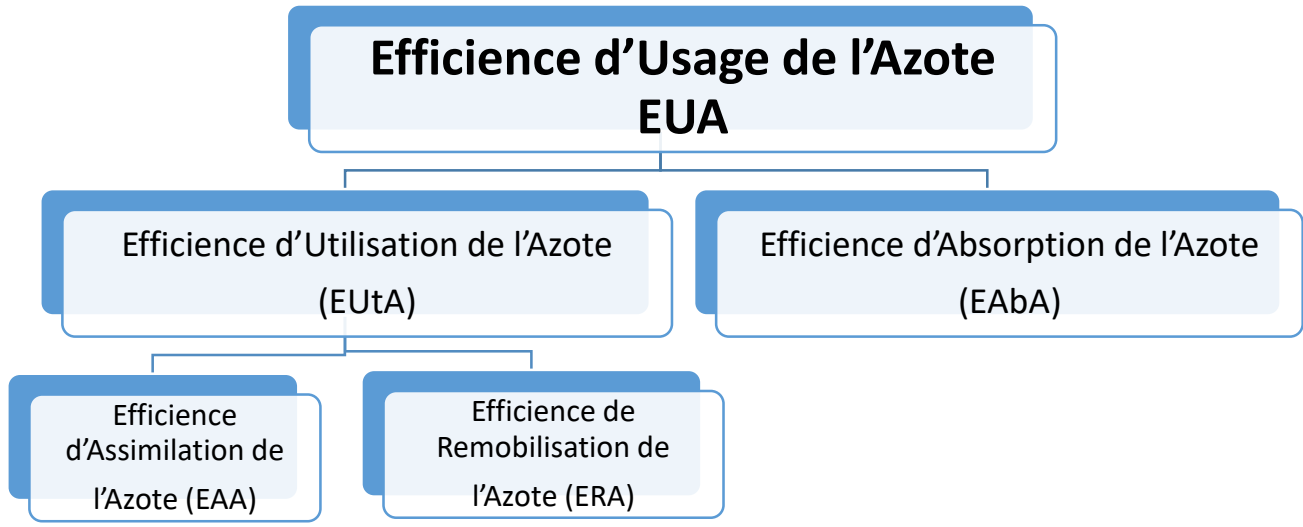 Efficience d’Usage de l’Azote
EUA
Efficience d’Utilisation de l’Azote
(EUtA)
Efficience d’Absorption de l’Azote
(EAbA)
Efficience
d’Assimilation de
l’Azote (EAA)
Efficience de
Remobilisation de
l’Azote (ERA)